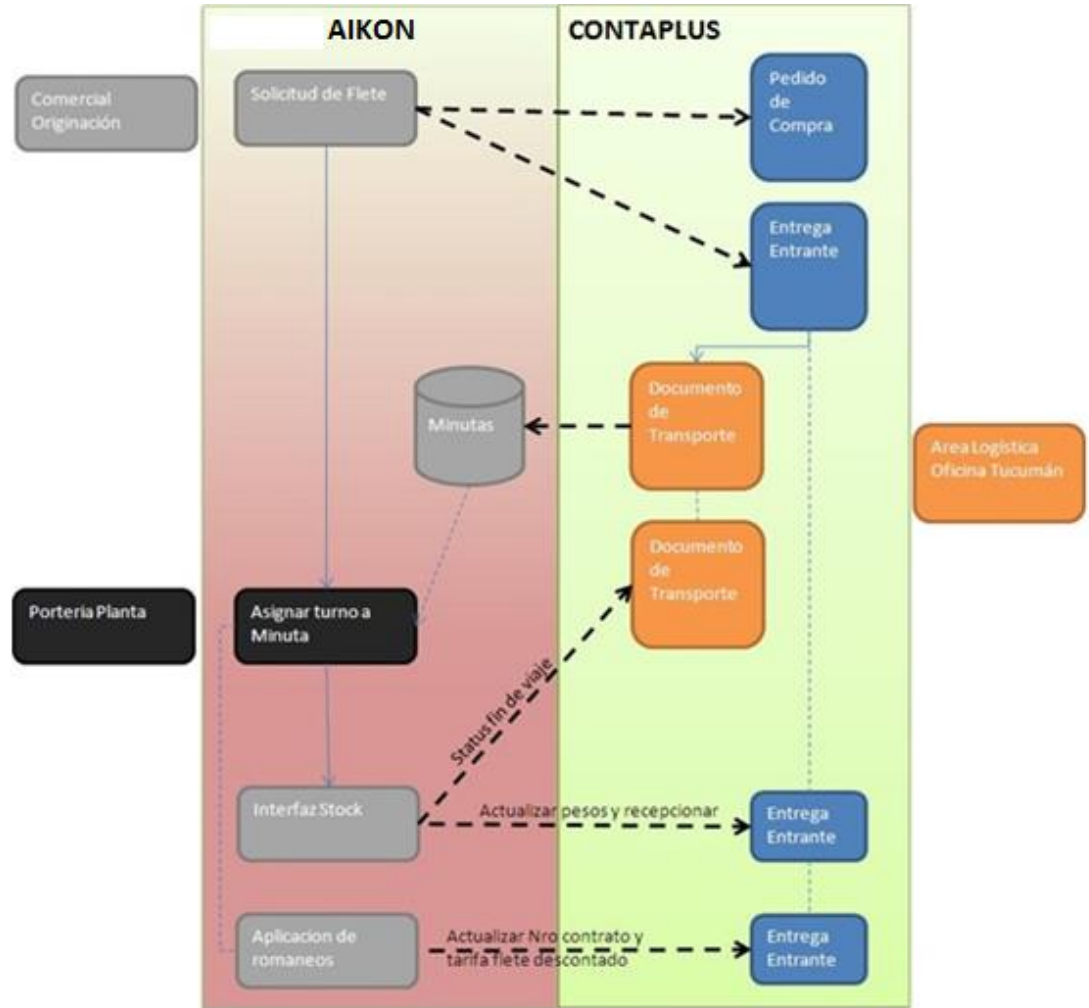 AIKON
CONTAPLUS
Comercial
Originación
Solicitud de Flete
Pedido
de
Compra
Entrega
Entrante
Minutas
Documento
de
Transporte
Area Logística
Oficina Tucumán
Documento
de
Transporte
Porteria Planta
Asignar turno a
Minuta
Status fin de viaje
Interfaz Stock
Actualizar pesos y recepcionar
Entrega
Entrante
Aplicacion de
romaneos
Actualizar Nro contrato y
tarifa flete descontado
Entrega
Entrante